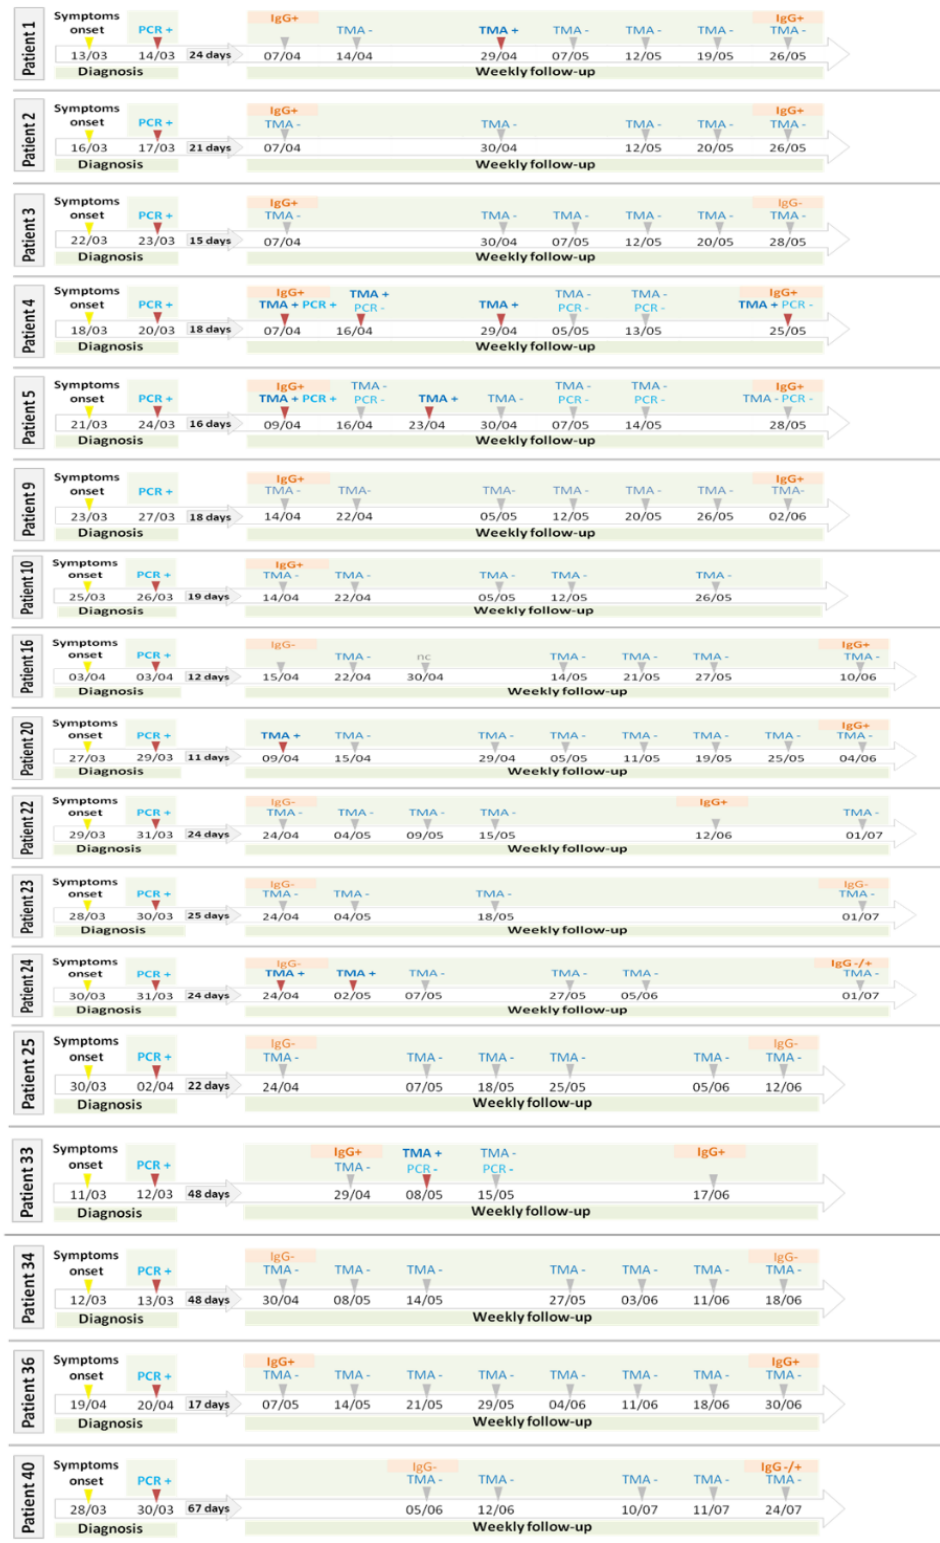 Patient 1
Symptoms onset PCR + IgG+ TMA - TMA + TMA - TMA - TMA - IgG+ TMA -
13/03 14/03 24 days 07/04 14/04 29/04 07/05 12/05 19/05 26/05
Diagnosis Weekly follow-up
Patient 2
Symptoms onset PCR + IgG+ TMA - TMA - TMA - TMA - IgG+ TMA -
16/03 17/03 21 days 07/04 30/04 12/05 20/05 26/05
Diagnosis Weekly follow-up
Patient 3
Symptoms onset PCR + IgG+ TMA - TMA - TMA - TMA - TMA - IgG- TMA -
22/03 23/03 15 days 07/04 30/04 07/05 12/05 20/05 28/05
Diagnosis Weekly follow-up
Patient 4
Symptoms onset PCR + IgG+ TMA + PCR + TMA + PCR - TMA + TMA - PCR - TMA - PCR - IgG+ TMA + PCR -
18/03 20/03 18 days 07/04 16/04 29/04 05/05 13/05 25/05
Diagnosis Weekly follow-up
Patient 5
Symptoms onset PCR + IgG+ TMA + PCR + TMA - PCR - TMA + TMA - TMA - PCR - TMA - PCR - IgG+ TMA - PCR -
21/03 24/03 16 days 09/04 16/04 23/04 30/04 07/05 14/05 28/05
Diagnosis Weekly follow-up
Patient 9
Symptoms onset PCR + IgG+ TMA - TMA- TMA- TMA - TMA - TMA - IgG+ TMA-
23/03 27/03 18 days 14/04 22/04 05/05 12/05 20/05 26/05 02/06
Diagnosis Weekly follow-up
Patient 10
Symptoms onset PCR + IgG+ TMA - TMA - TMA - TMA - TMA -
25/03 26/03 19 days 14/04 22/04 05/05 12/05 26/05
Diagnosis Weekly follow-up
Patient 16
Symptoms onset PCR + IgG- TMA - nc TMA - TMA - TMA - IgG+ TMA -
03/04 03/04 12 days 15/04 22/04 30/04 14/05 21/05 27/05 10/06
Diagnosis Weekly follow-up
Patient 20
Symptoms onset PCR + TMA + TMA - TMA - TMA - TMA - TMA - TMA - IgG+ TMA -
27/03 29/03 11 days 09/04 15/04 29/04 05/05 11/05 19/05 25/05 04/06
Diagnosis Weekly follow-up
Patient 22
Symptoms onset PCR + IgG- TMA - TMA - TMA - TMA - IgG+ TMA -
29/03 31/03 24 days 24/04 04/05 09/05 15/05 12/06 01/07
Diagnosis Weekly follow-up
Patient 23
Symptoms onset PCR + IgG- TMA - TMA - TMA - IgG- TMA -
28/03 30/03 25 days 24/04 04/05 18/05 01/07
Diagnosis Weekly follow-up
Patient 24
Symptoms onset PCR + IgG- TMA + TMA + TMA - TMA - TMA - IgG -/+ TMA -
30/03 31/03 24 days 24/04 02/05 07/05 27/05 05/06 01/07
Diagnosis Weekly follow-up
Patient 25
Symptoms onset PCR + IgG- TMA - TMA - TMA - TMA - TMA - IgG- TMA -
30/03 02/04 22 days 24/04 07/05 18/05 25/05 05/06 12/06
Diagnosis Weekly follow-up
Patient 33
Symptoms onset PCR + IgG+ TMA - TMA + PCR - TMA - PCR - IgG+
11/03 12/03 48 days 29/04 08/05 15/05 17/06
Diagnosis Weekly follow-up
Patient 34
Symptoms onset PCR + IgG- TMA - TMA - TMA - TMA - TMA - TMA - IgG- TMA -
12/03 13/03 48 days 30/04 08/05 14/05 27/05 03/06 11/06 18/06
Diagnosis Weekly follow-up
Patient 36
Symptoms onset PCR + IgG+ TMA - TMA - TMA - TMA - TMA - TMA - TMA - IgG+ TMA -
19/04 20/04 17 days 07/05 14/05 21/05 29/05 04/06 11/06 18/06 30/06
Diagnosis Weekly follow-up
Patient 40
Symptoms onset PCR + IgG- TMA - TMA - TMA - TMA - IgG -/+ TMA -
28/03 30/03 67 days 05/06 12/06 10/07 11/07 24/07
Diagnosis Weekly follow-up